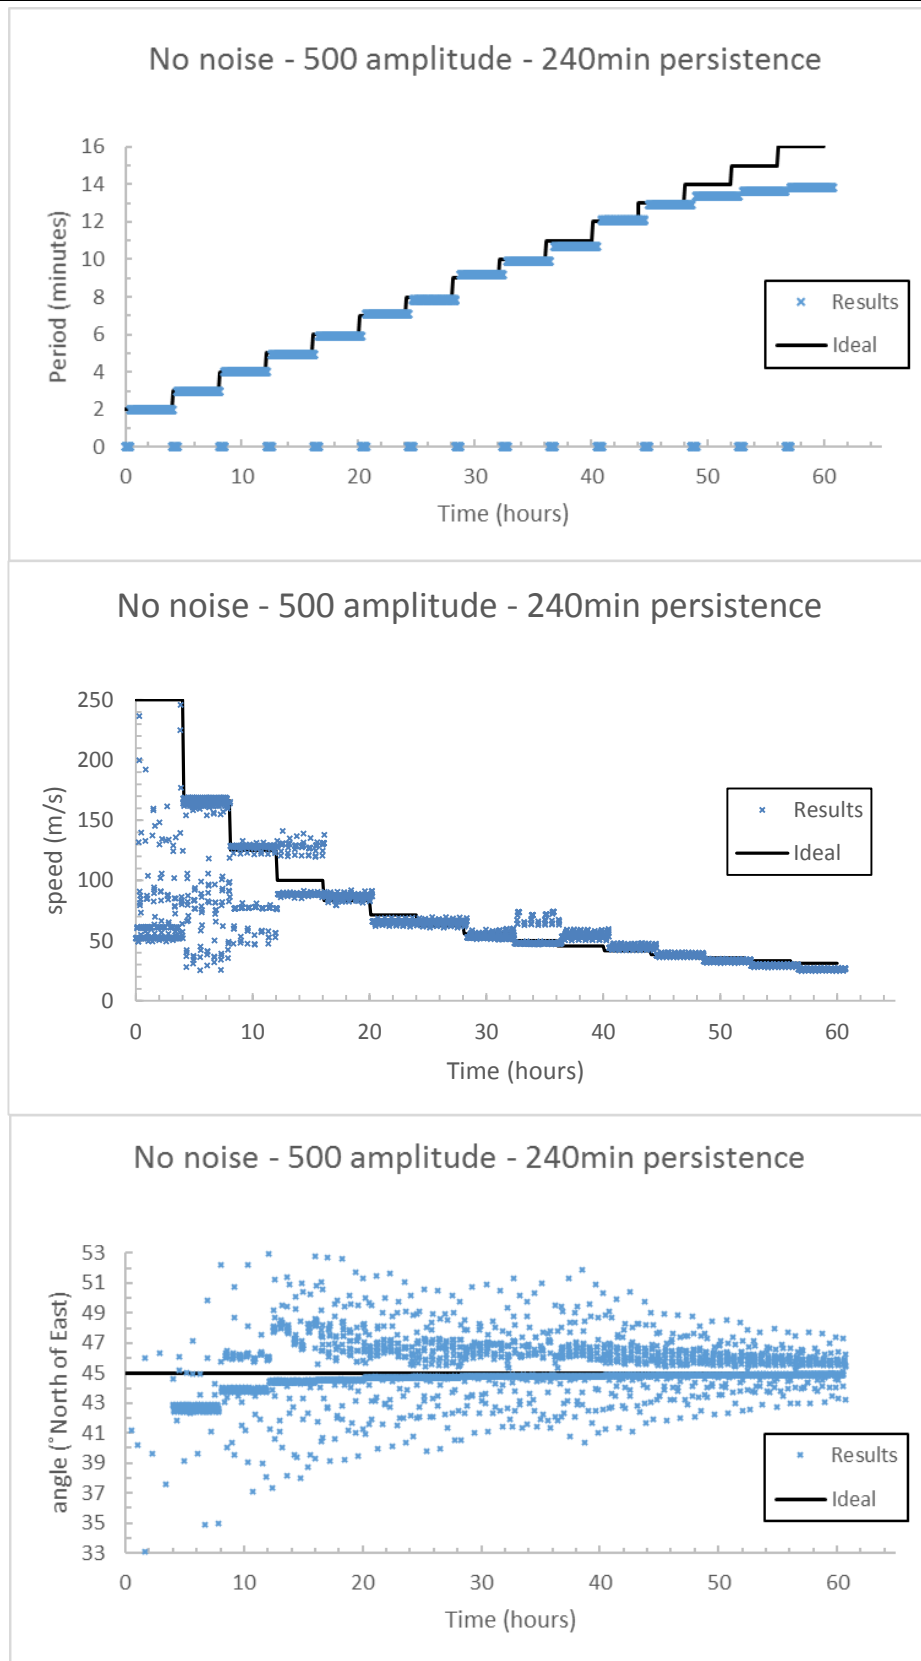 No noise - 500 amplitude - 240min persistence
16
14
12
10
8
6
4
2
0
Period (minutes)
Results
Ideal
0 10 20 30 40 50 60
Time (hours)
No noise - 500 amplitude - 240min persistence
250
200
150
100
50
0
speed (m/s)
Results
Ideal
0 10 20 30 40 50 60
Time (hours)
No noise - 500 amplitude - 240min persistence
53
51
49
47
45
43
41
39
37
35
33
angle (°North of East)
Results
Ideal
0 10 20 30 40 50 60
Time (hours)